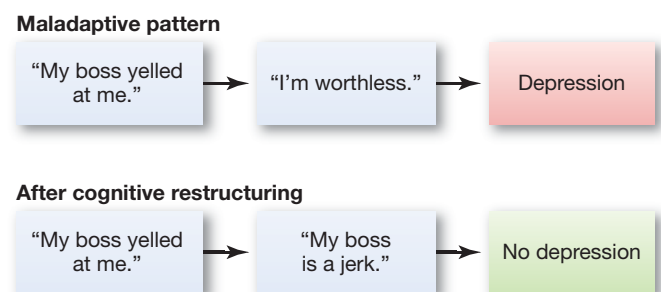 Maladaptive pattern
“My boss yelled
at me.”
“I’m worthless.”
Depression
After cognitive restructuring
“My boss yelled
at me.”
“My boss
is a jerk.”
No depression